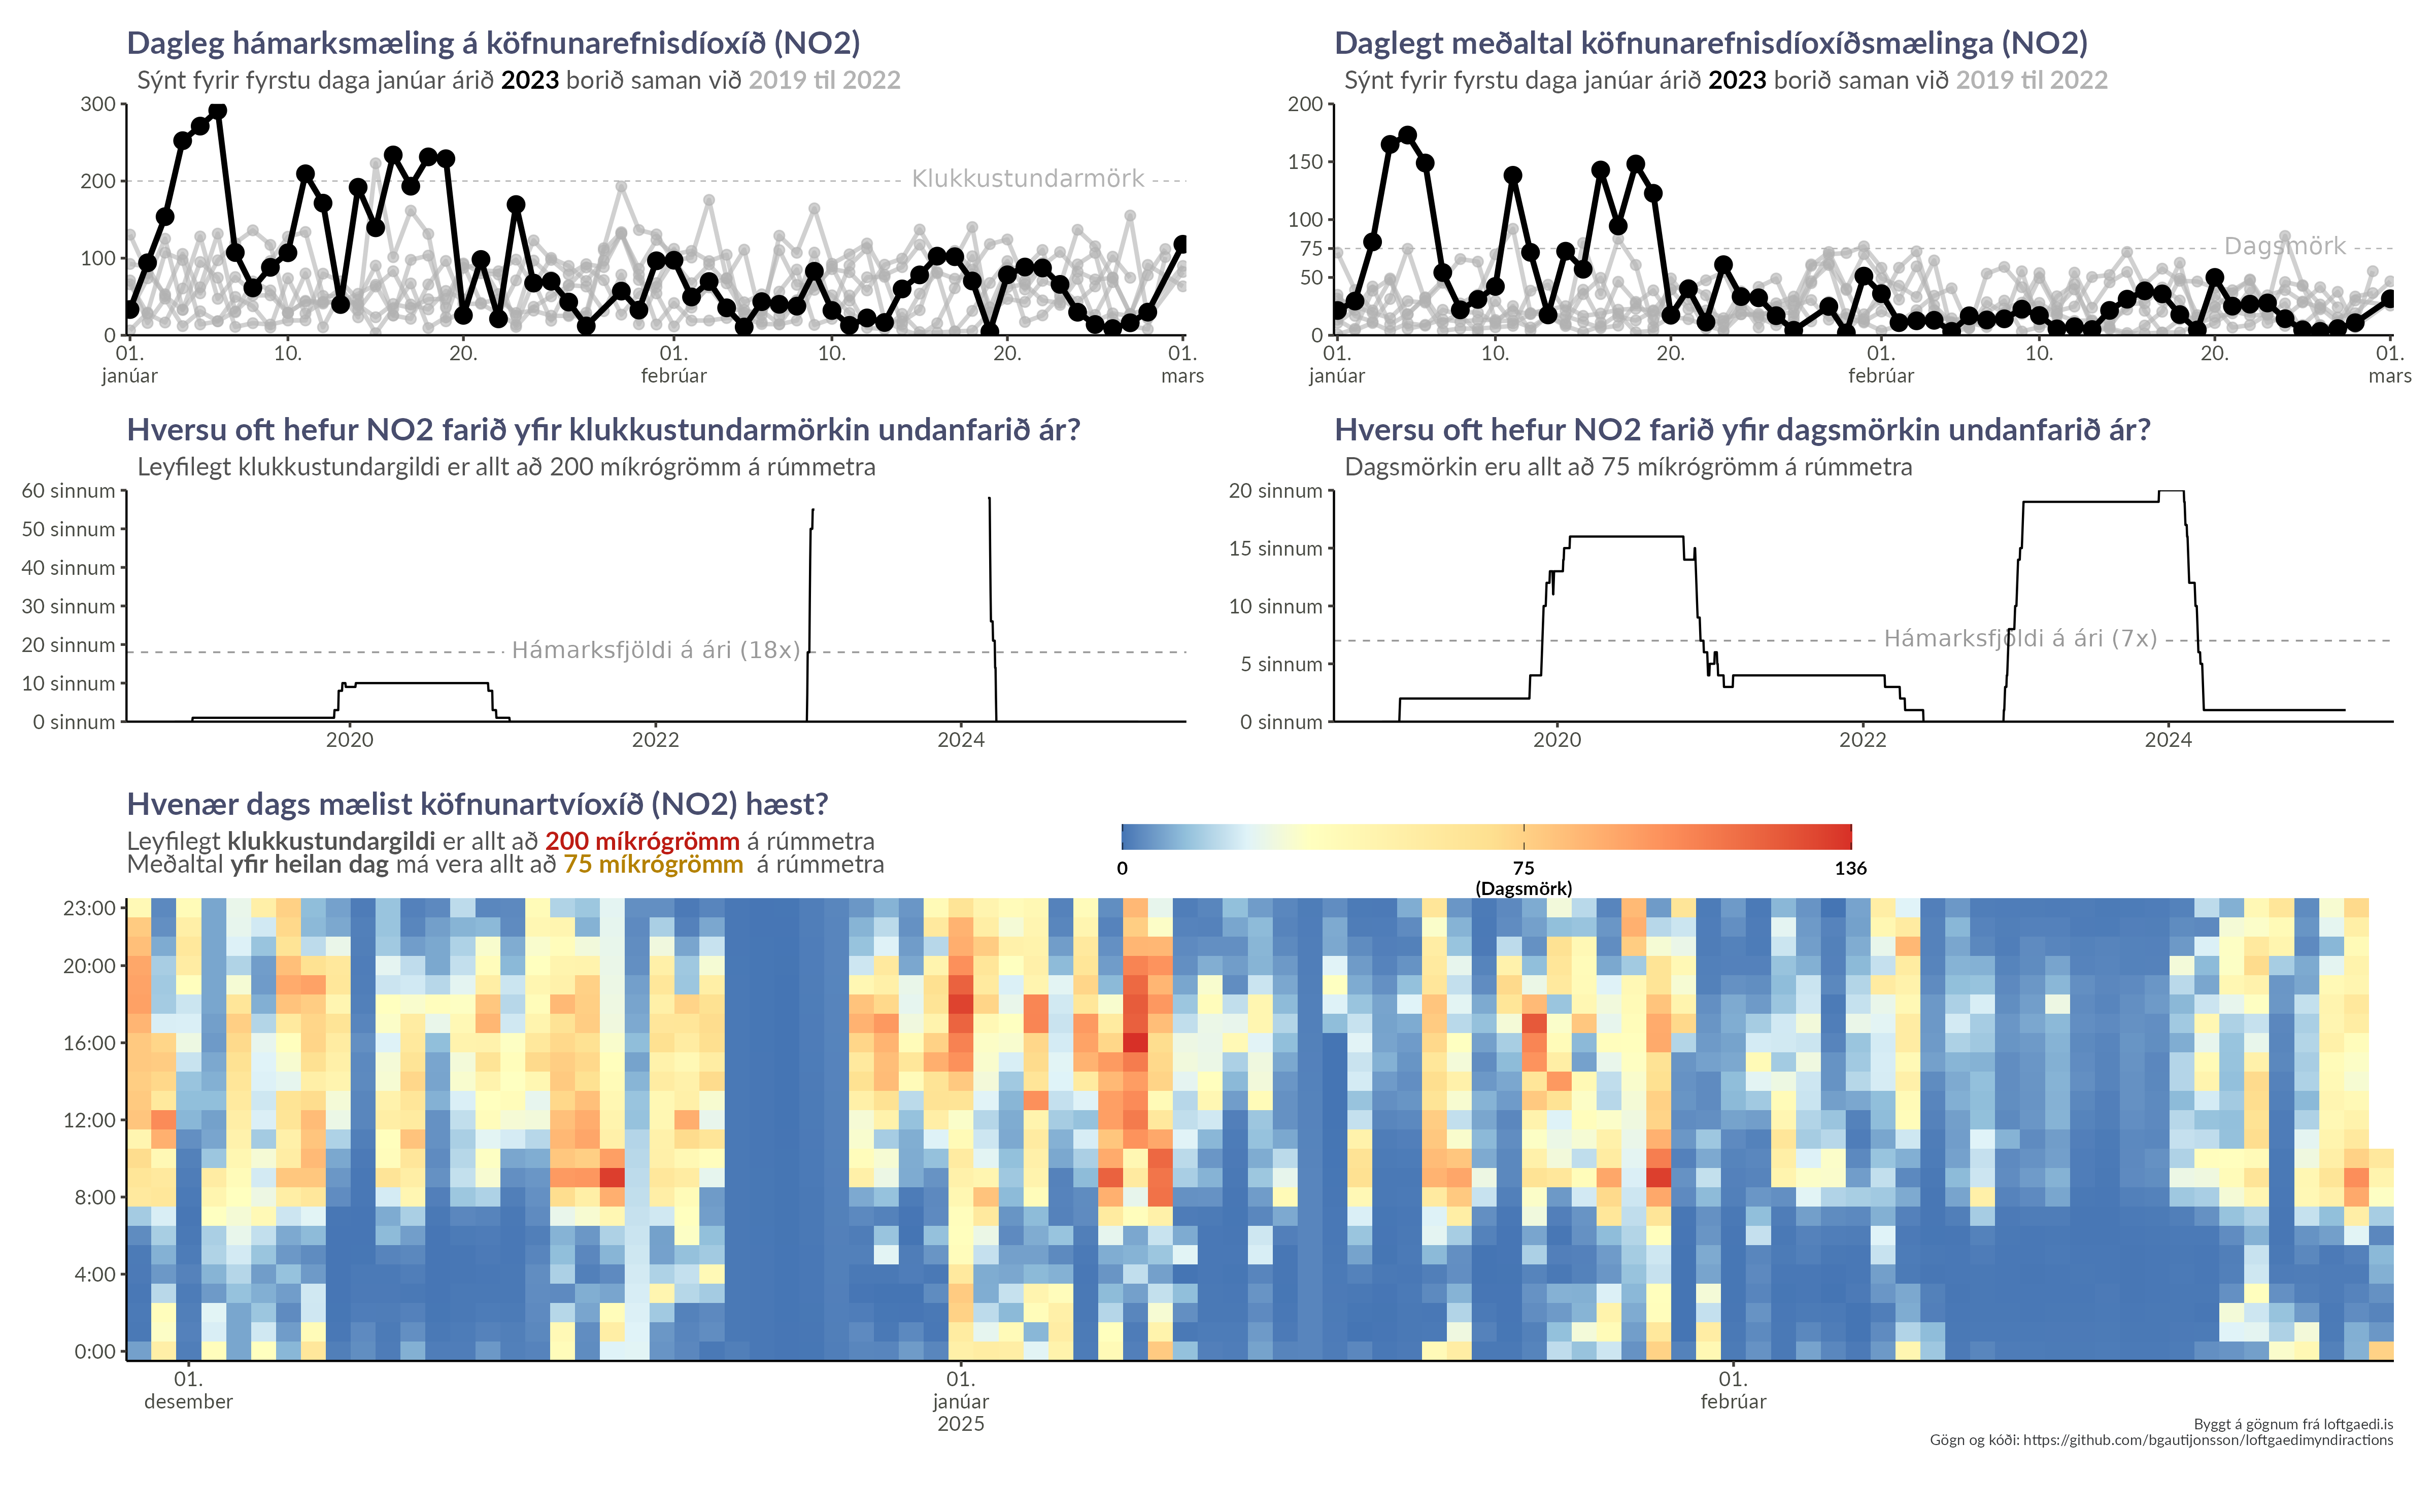 Dagleg hámarksmæling á köfnunarefnisdíoxíð (NO2)
Sýnt fyrir fyrstu daga janúar árið 2023 borið saman við 2019 til 2022
300
200
100
0
Klukkustundarmörk
01. 10. 20. 01. 10. 20. 01.
janúar febrúar mars
Daglegt meðaltal köfnunarefnisdíoxíðsmælinga (NO2)
Sýnt fyrir fyrstu daga janúar árið 2023 borið saman við 2019 til 2022
200
150
100
75
50
0
Dagsmörk
01. 10. 20. 01. 10. 20. 01.
janúar febrúar mars
Hversu oft hefur NO2 farið yfir klukkustundarmörkin undanfarið ár?
Leyfilegt klukkustundargildi er allt að 200 míkrógrömm á rúmmetra
60 sinnum
50 sinnum
40 sinnum
30 sinnum
20 sinnum
10 sinnum
0 sinnum
Hámarksfjöldi á ári (18x)
2020 2022 2024
Hversu oft hefur NO2 farið yfir dagsmörkin undanfarið ár?
Dagsmörkin eru allt að 75 míkrógrömm á rúmmetra
20 sinnum
15 sinnum
10 sinnum
5 sinnum
0 sinnum
Hámarksfjöldi á ári (7x)
2020 2022 2024
Hvenær dags mælist köfnunartvíoxíð (NO2) hæst?
Leyfilegt klukkustundargildi er allt að 200 míkrógrömm á rúmmetra
Meðaltal yfir heilan dag má vera allt að 75 míkrógrömm á rúmmetra
0 75 136
(Dagsmörk)
23:00
20:00
16:00
12:00
8:00
4:00
0:00
01. 01. 01.
desember janúar febrúar
2025
Byggt á gögnum frá loftgaedi.is
Gögn og kóði: https://github.com/bgautijonsson/loftgaedimyndiractions